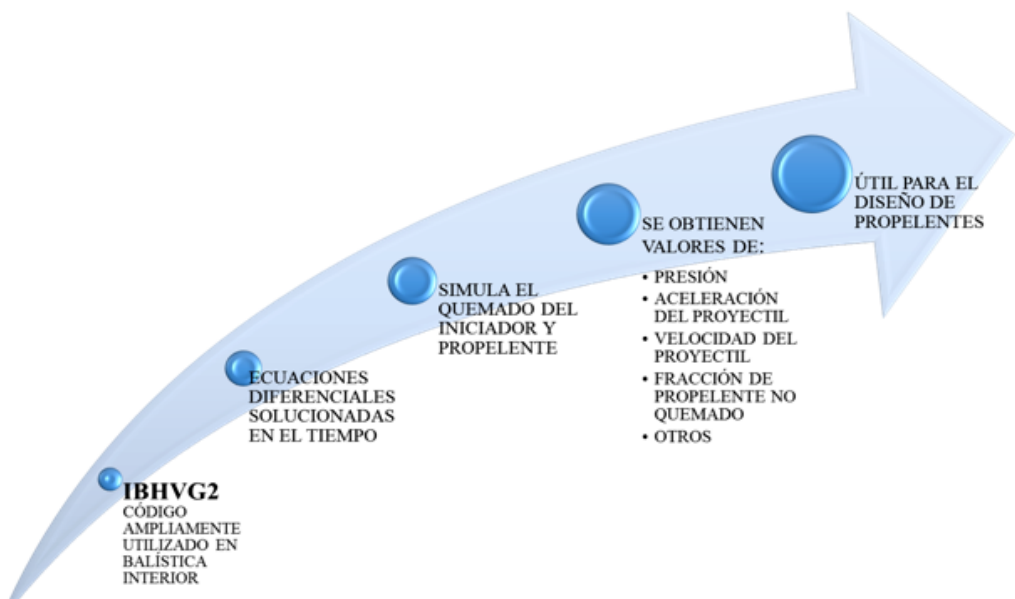 IBHVG2
CÓDIGO
AMPLIAMENTE
UTILIZADO EN
BALÍSTICA
INTERIOR
ECUACIONES
DIFERENCIALES
SOLUCIONADAS
EN EL TIEMPO
SIMULA EL
QUEMADO DEL
INICIADOR Y
PROPELENTE
SE OBTIENEN
VALORES DE:
• PRESIÓN
• ACELERACIÓN
DEL PROYECTIL
• VELOCIDAD DEL
PROYECTIL
• FRACCIÓN DE
PROPELENTE NO
QUEMADO
• OTROS
ÚTIL PARA EL
DISEÑO DE
PROPELENTES